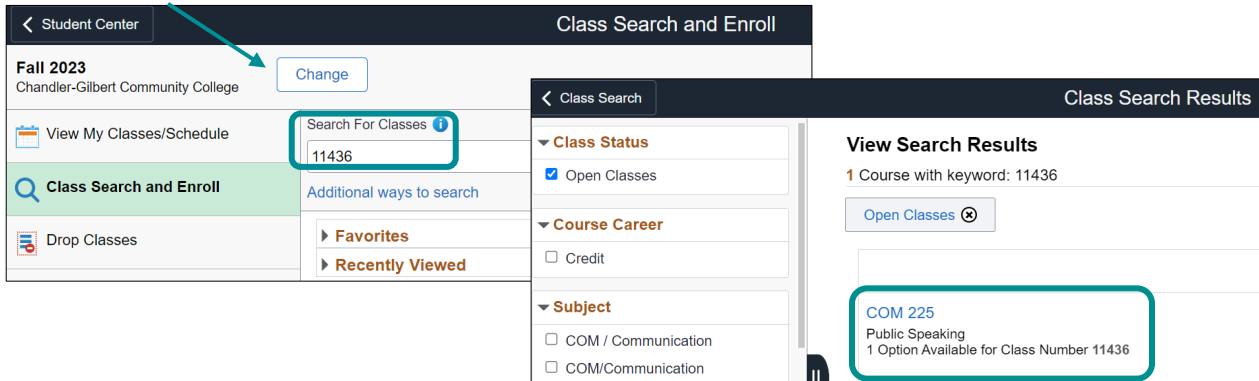 Student Center
Class Search and Enroll
Fall 2023
Chandler-Gilbert Community College
Change
View My Classes/Schedule
Class Search and Enroll
Drop Classes
Search For Classes
11436
Additional ways to search
Favorites
Recently Viewed
Class Search
Class Search Results
Class Status
Open Classes
Course Career
Credit
Subject
COM / Communication
COM/Communication
View Search Results
1 Course with keyword: 11436
Open Classes
COM 225
Public Speaking
1 Option Available for Class Number 11436